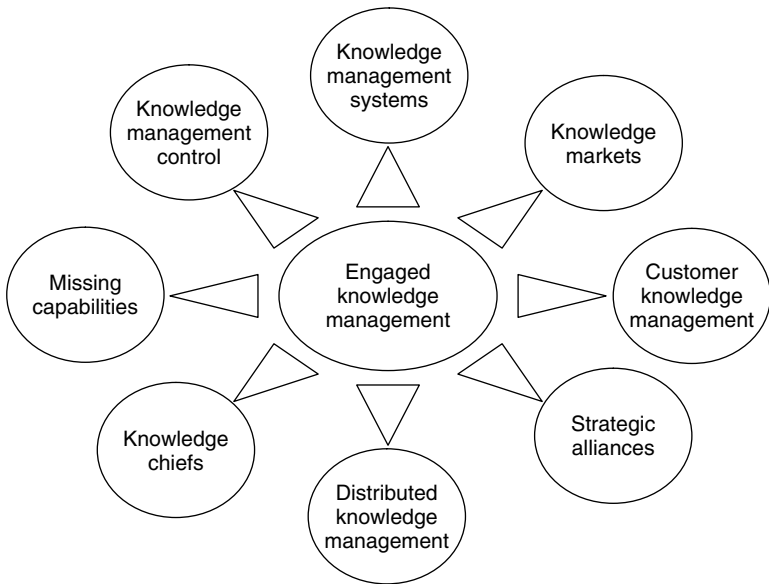 Knowledge
management
systems
Knowledge
management
control
Knowledge
markets
Missing
capabilities
Engaged
knowledge
management
Customer
knowledge
management
Knowledge
chiefs
Strategic
alliances
Distributed
knowledge
management